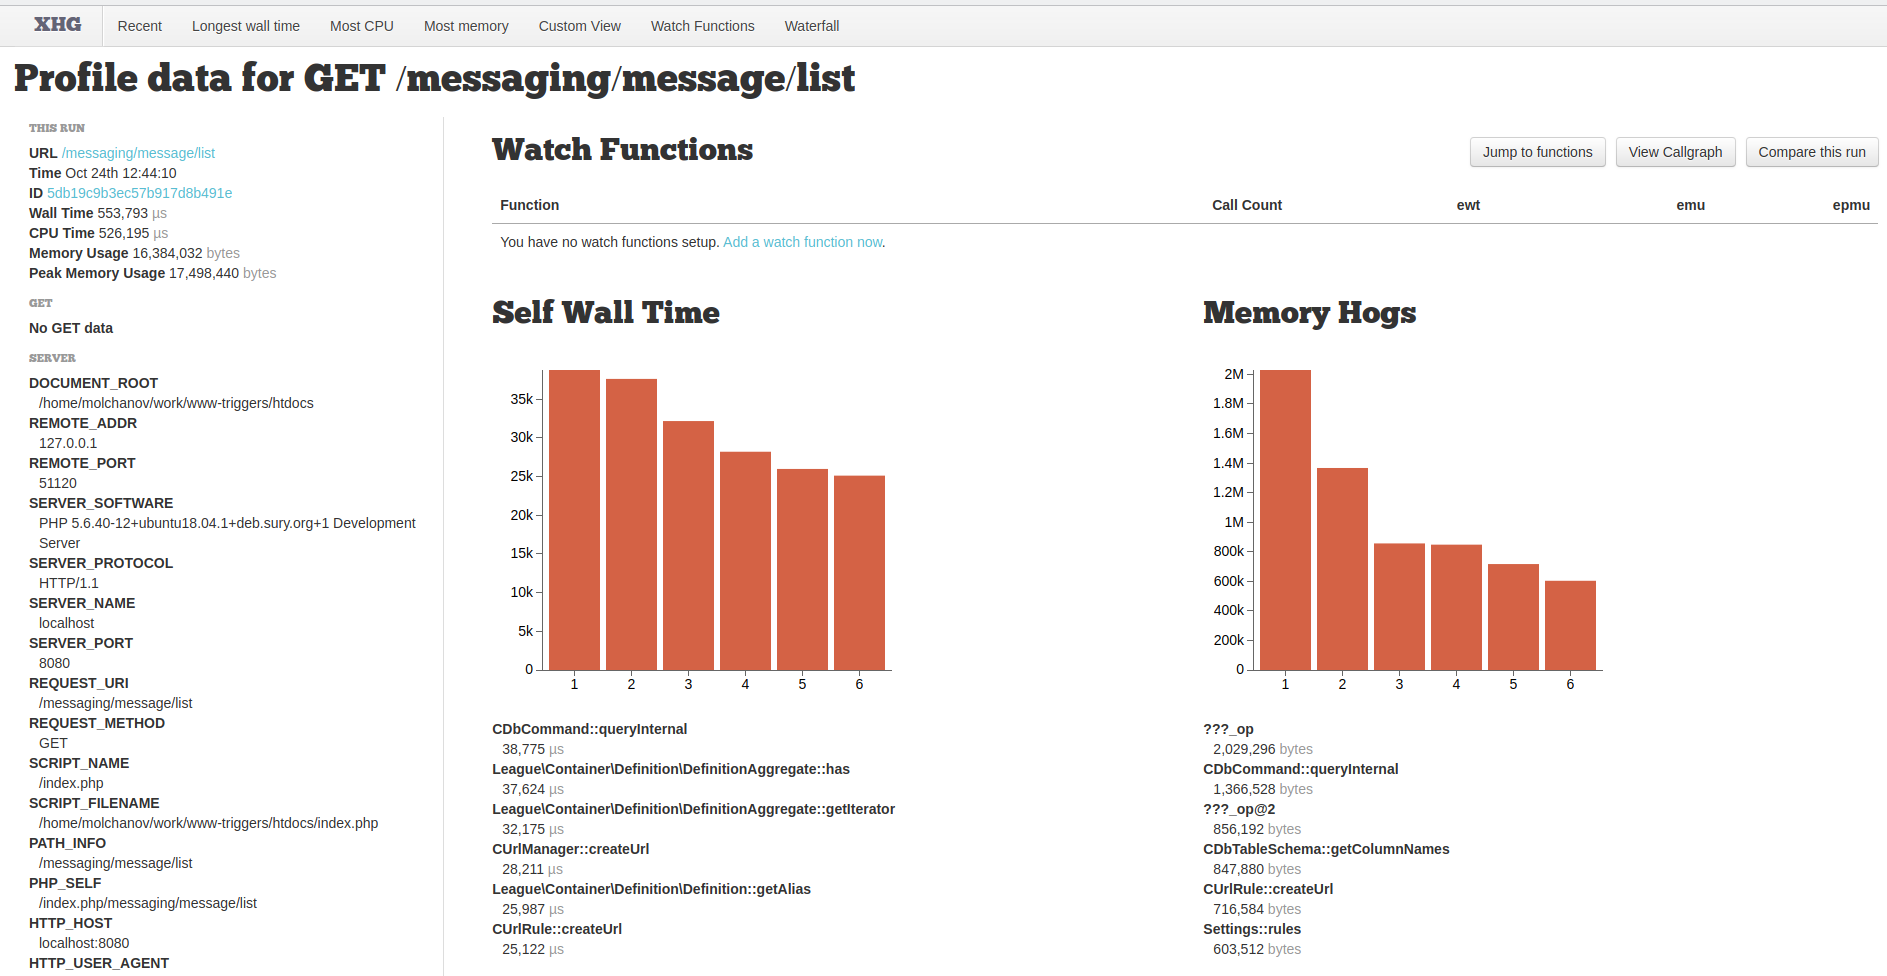 XHG Recent Longest wall time Most CPU Most memory Custom View Watch Functions Waterfall
Profile data for GET /messaging/message/list
THIS RUN
URL /messaging/message/list
Time Oct 24th 12:44:10
ID 5db19c9b3ec57b917d8b491e
Wall Time 553,793 µs
CPU Time 526,195 µs
Memory Usage 16,384,032 bytes
Peak Memory Usage 17,498,440 bytes
GET
No GET data
SERVER
DOCUMENT_ROOT
/home/molchanov/work/www-triggers/htdocs
REMOTE_ADDR
127.0.0.1
REMOTE_PORT
51120
SERVER_SOFTWARE
PHP 5.6.40-12+ubuntu18.04.1+deb.sury.org+1 Development
Server
SERVER_PROTOCOL
HTTP/1.1
SERVER_NAME
localhost
SERVER_PORT
8080
REQUEST_URI
/messaging/message/list
REQUEST_METHOD
GET
SCRIPT_NAME
/index.php
SCRIPT_FILENAME
/home/molchanov/work/www-triggers/htdocs/index.php
PATH_INFO
/messaging/message/list
PHP_SELF
/index.php/messaging/message/list
HTTP_HOST
localhost:8080
HTTP_USER_AGENT
Watch Functions
Jump to functions View Callgraph Compare this run
Function Call Count ewt emu epmu
You have no watch functions setup. Add a watch function now.
Self Wall Time
35k
30k
25k
20k
15k
10k
5k
0
1 2 3 4 5 6
CDbCommand::queryInternal
38,775 µs
League\Container\Definition\DefinitionAggregate::has
37,624 µs
League\Container\Definition\DefinitionAggregate::getIterator
32,175 µs
CUrlManager::createUrl
28,211 µs
League\Container\Definition\Definition::getAlias
25,987 µs
CUrlRule::createUrl
25,122 µs
Memory Hogs
2M
1.8M
1.6M
1.4M
1.2M
1M
800k
600k
400k
200k
0
1 2 3 4 5 6
???_op
2,029,296 bytes
CDbCommand::queryInternal
1,366,528 bytes
???_op@2
856,192 bytes
CDbTableSchema::getColumnNames
847,880 bytes
CUrlRule::createUrl
716,584 bytes
Settings::rules
603,512 bytes